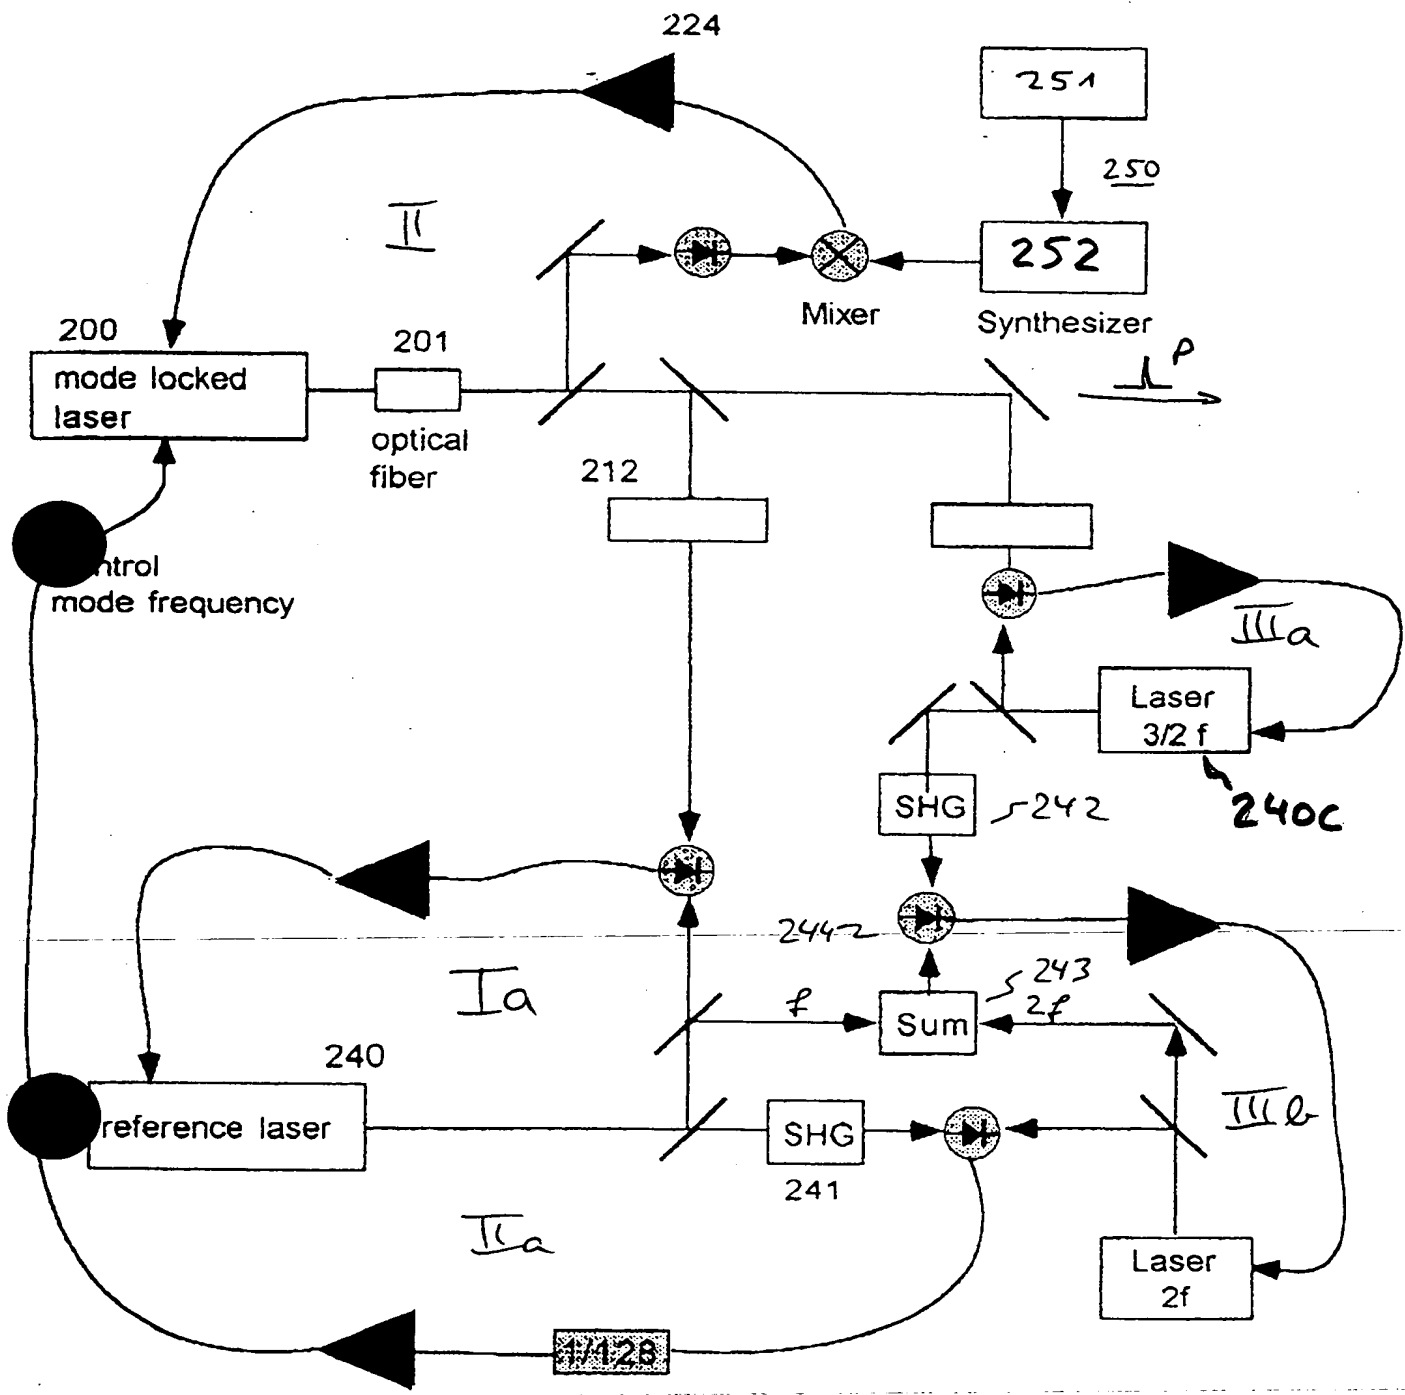 224
251
250
II
252
Mixer
Synthesizer
200
201
P
mode locked
laser
optical
fiber
212
ntrol
mode frequency
IIIa
Laser
3/2 f
SHG
242
240c
244
Ia
f
243
2f
Sum
240
reference laser
SHG
241
IIIb
IIa
Laser
2f
1/128